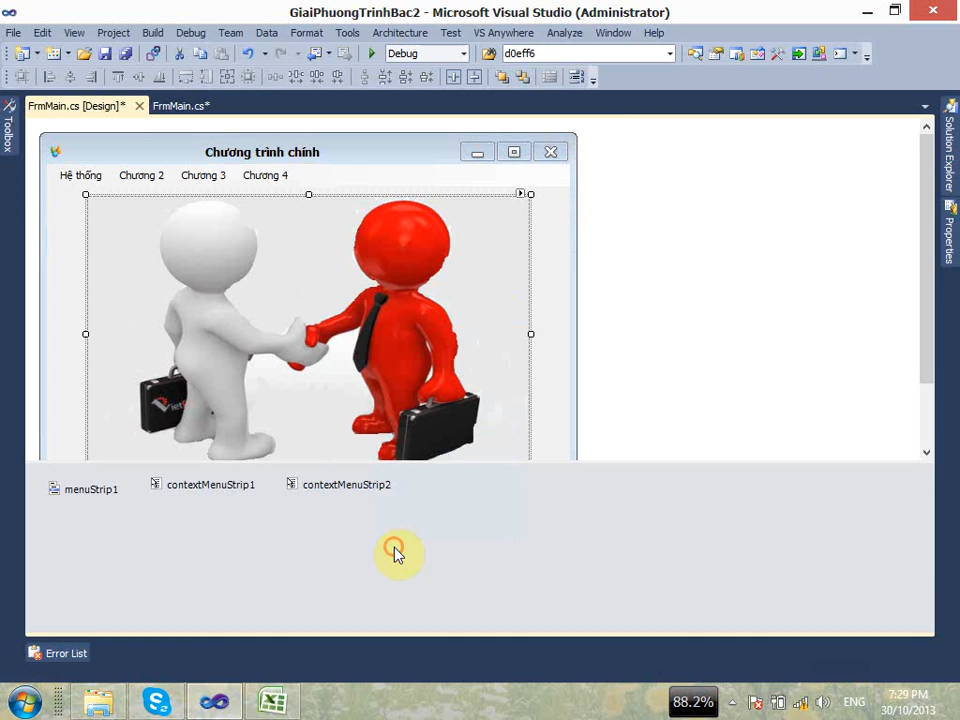 GiaiPhuongTrinhBac2 - Microsoft Visual Studio (Administrator)
File Edit View Project Build Debug Team Data Format Tools Architecture Test VS Anywhere Analyze Window Help
Debug d0eff6
FrmMain.cs [Design]* FrmMain.cs*
Toolbox
Solution Explorer
Properties
Chương trình chính
Hệ thống Chương 2 Chương 3 Chương 4
menuStrip1 contextMenuStrip1 contextMenuStrip2
Error List
88.2% ENG 7:29 PM
30/10/2013